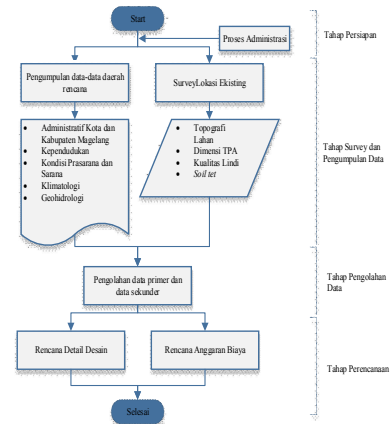 Start
Proses Administrasi
Tahap Persiapan
Pengumpulan data-data daerah
rencana
SurveyLokasi Ekisting
• Administratif Kota dan
Kabupaten Magelang
• Kependudukan
• Kondisi Prasarana dan
Sarana
• Klimatologi
• Geohidrologi
• Topografi
Lahan
• Dimensi TPA
• Kualitas Lindi
• Soil tet
Tahap Survey dan
Pengumpulan Data
Pengolahan data primer dan
data sekunder
Tahap Pengolahan
Data
Rencana Detail Desain
Rencana Anggaran Biaya
Tahap Perencanaan
Selesai